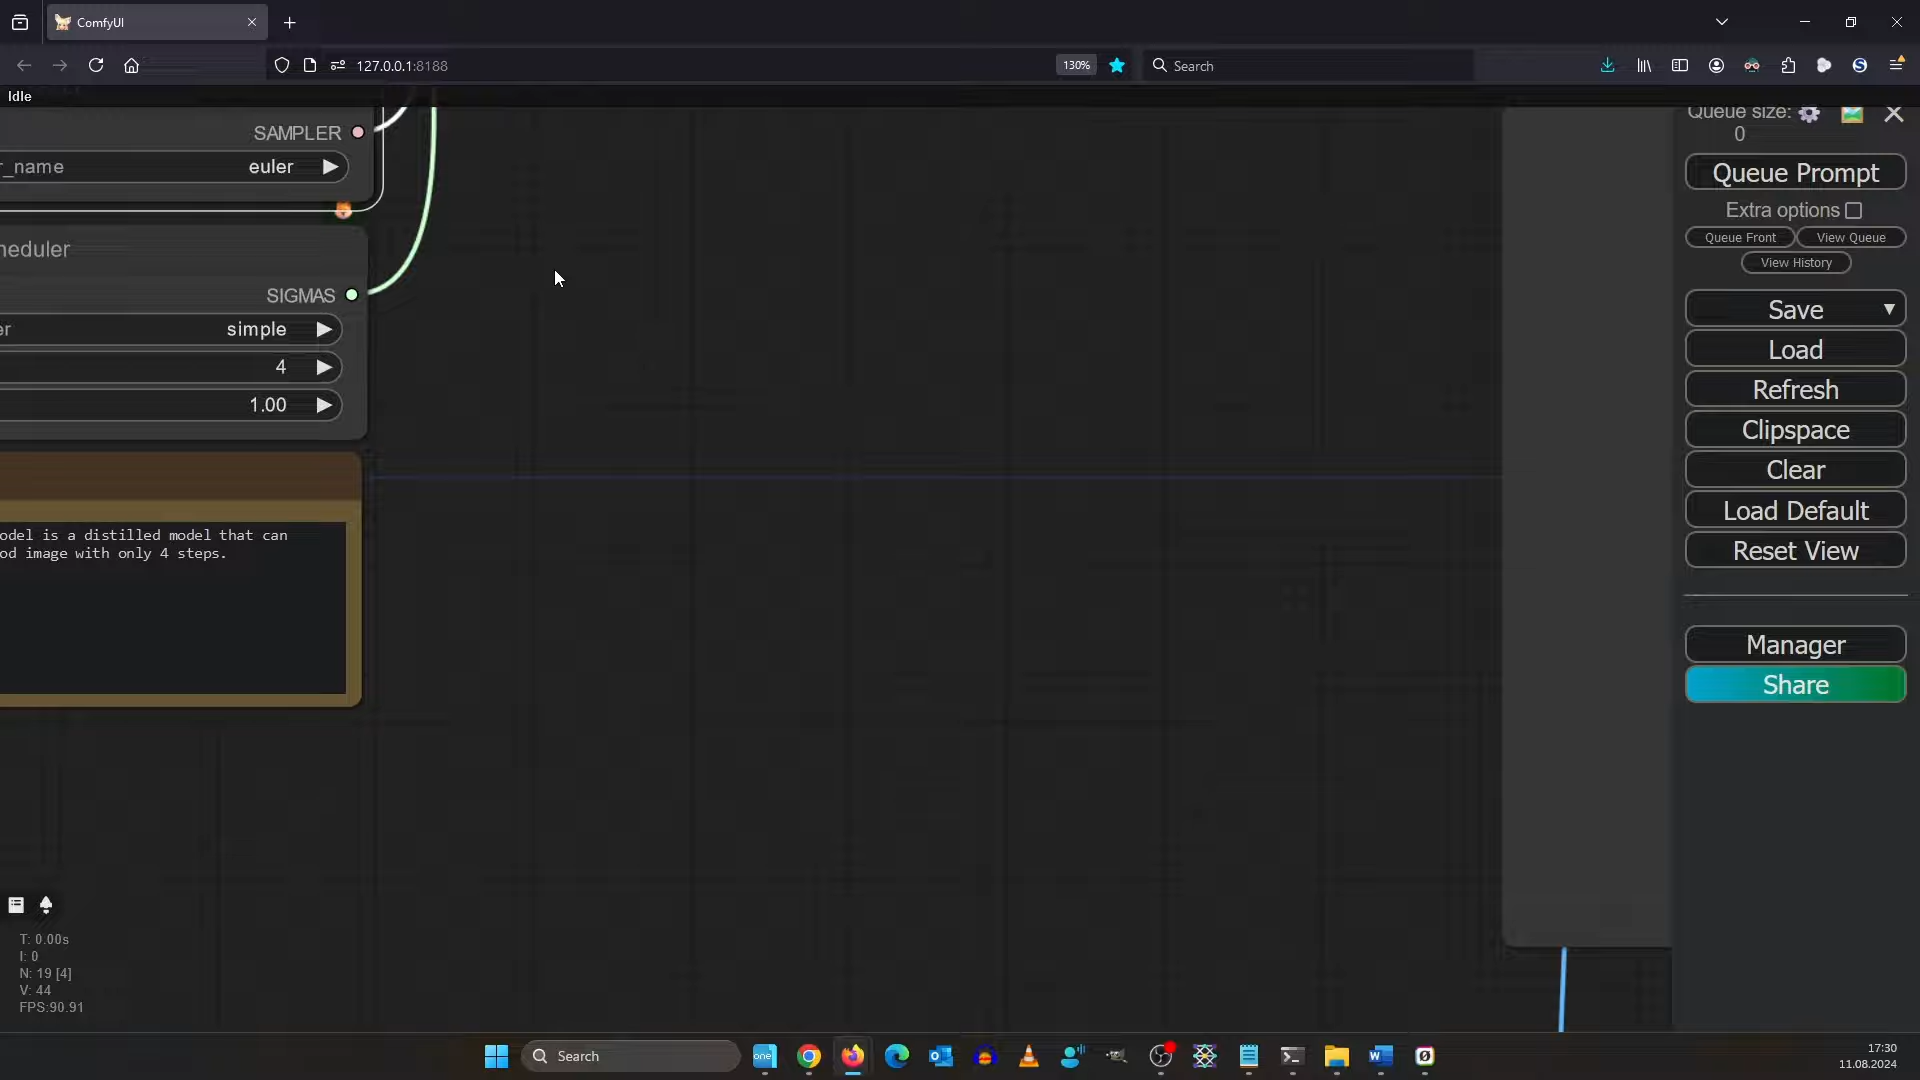 ComfyUI
127.0.0.1:8188
130%
Search
Idle
SAMPLER
r_name
euler
heduler
SIGMAS
er
simple
4
1.00
odel is a distilled model that can
od image with only 4 steps.
Queue size:
0
Queue Prompt
Extra options
Queue Front
View Queue
View History
Save
Load
Refresh
Clipspace
Clear
Load Default
Reset View
Manager
Share
T: 0.00s
I: 0
N: 19 [4]
V: 44
FPS:90.91
Search
one
17:30
11.08.2024